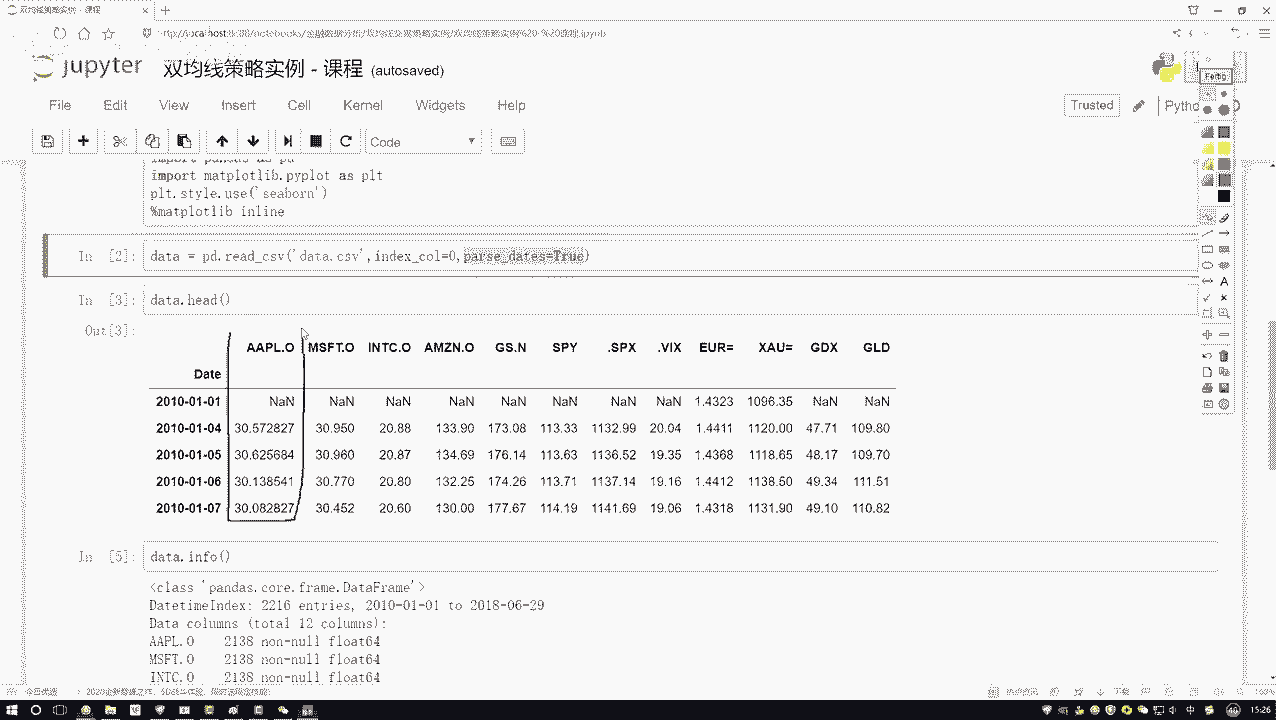 双均线策略实例 - 课程
jupyter 双均线策略实例 - 课程 (autosaved)
File Edit View Insert Cell Kernel Widgets Help
Trusted
Code
Fertig
import pandas as pd
import matplotlib.pyplot as plt
plt.style.use('seaborn')
%matplotlib inline
In [2]: data = pd.read_csv('data.csv',index_col=0,parse_dates=True)
In [3]: data.head()
Out[3]:
AAPL.O MSFT.O INTC.O AMZN.O GS.N SPY .SPX .VIX EUR= XAU= GDX GLD
Date
2010-01-01 NaN NaN NaN NaN NaN NaN NaN NaN 1.4323 1096.35 NaN NaN
2010-01-04 30.572827 30.950 20.88 133.90 173.08 113.33 1132.99 20.04 1.4411 1120.00 47.71 109.80
2010-01-05 30.625684 30.960 20.87 134.69 176.14 113.63 1136.52 19.35 1.4368 1118.65 48.17 109.70
2010-01-06 30.138541 30.770 20.80 132.25 174.26 113.71 1137.14 19.16 1.4412 1138.50 49.34 111.51
2010-01-07 30.082827 30.452 20.60 130.00 177.67 114.19 1141.69 19.06 1.4318 1131.90 49.10 110.82
In [5]: data.info()
<class 'pandas.core.frame.DataFrame'>
DatetimeIndex: 2216 entries, 2010-01-01 to 2018-06-29
Data columns (total 12 columns):
AAPL.O 2138 non-null float64
MSFT.O 2138 non-null float64
INTC.O 2138 non-null float64
100%
中
15:26